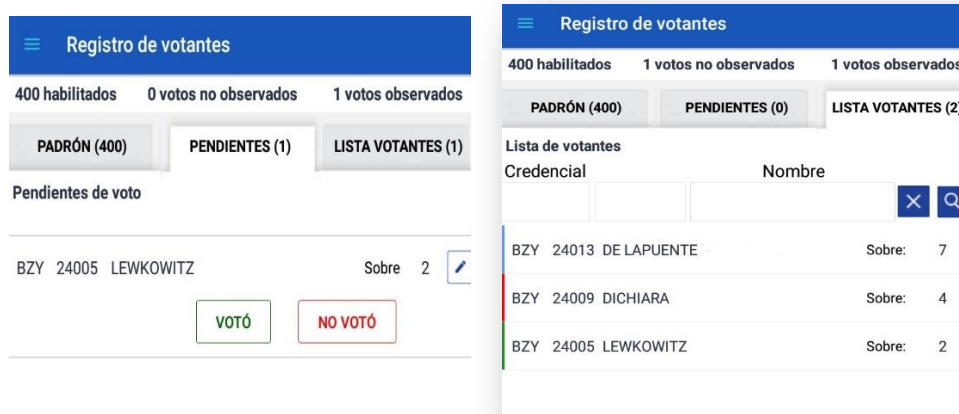 Registro de votantes
400 habilitados 0 votos no observados 1 votos observados
PADRÓN (400) PENDIENTES (1) LISTA VOTANTES (1)
Pendientes de voto
BZY 24005 LEWKOWITZ Sobre 2
VOTÓ NO VOTÓ
Registro de votantes
400 habilitados 1 votos no observados 1 votos observados
PADRÓN (400) PENDIENTES (0) LISTA VOTANTES (2)
Lista de votantes
Credencial Nombre
BZY 24013 DE LAPUENTE Sobre: 7
BZY 24009 DICHIARA Sobre: 4
BZY 24005 LEWKOWITZ Sobre: 2